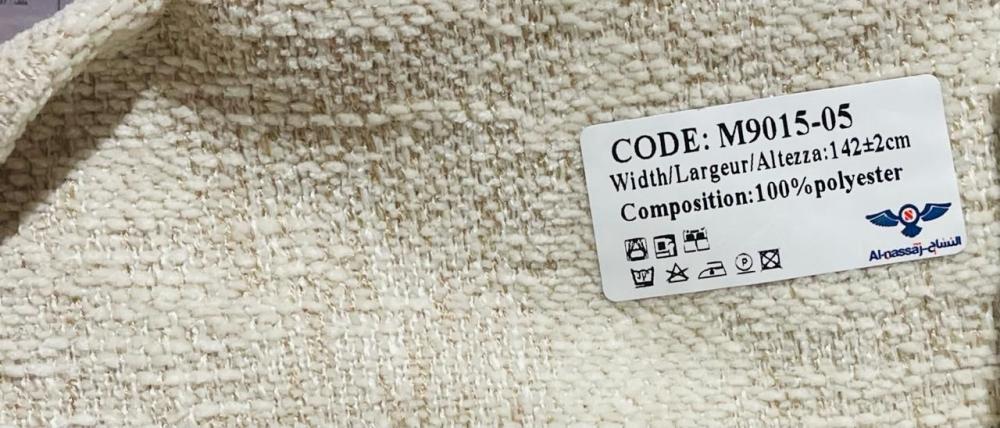 CODE: M9015-05
Width/Largeur/Altezza:142±2cm
Composition:100%polyester
N
P
Al-nassaj-النساج